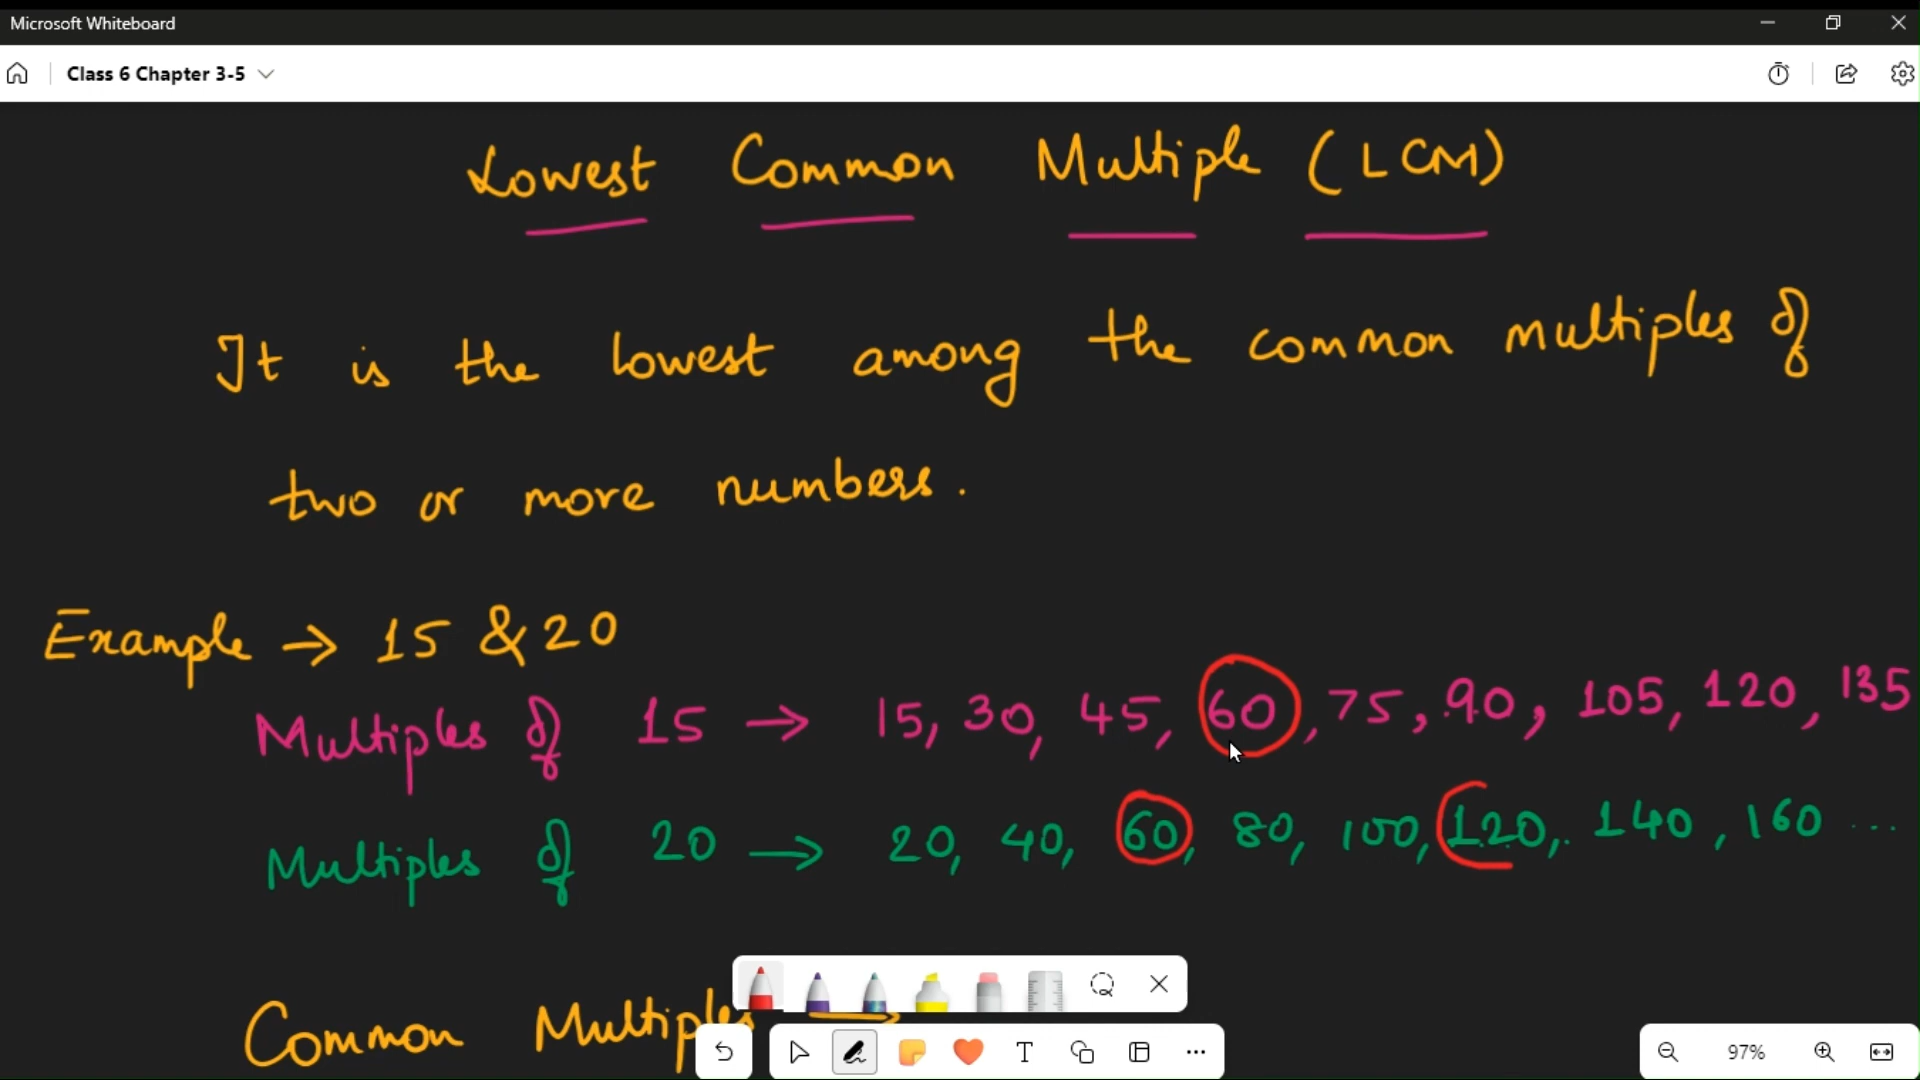 Microsoft Whiteboard
Class 6 Chapter 3-5
Lowest Common Multiple (LCM)
It is the lowest among the common multiples of
two or more numbers.
Example → 15 & 20
Multiples of 15 → 15, 30, 45, 60, 75, 90, 105, 120, 135
Multiples of 20 → 20, 40, 60, 80, 100, 120, 140, 160 ...
Common Multiples
T
97%